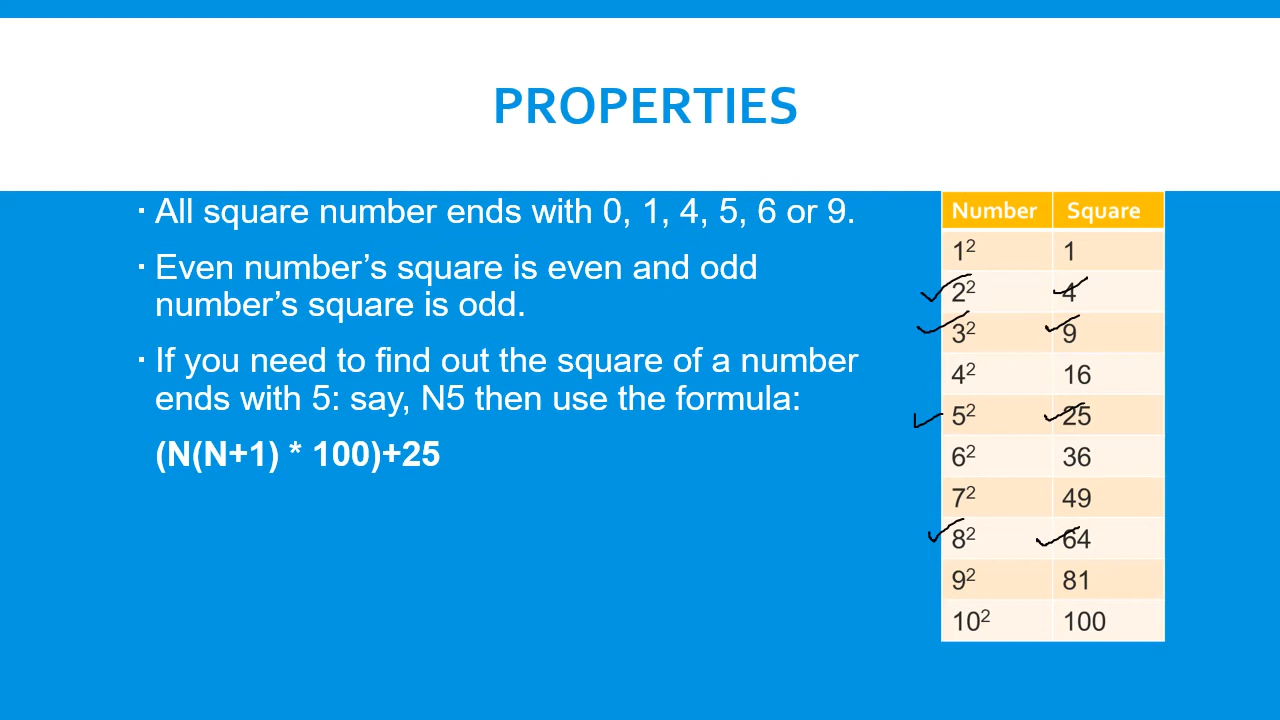 PROPERTIES
· All square number ends with 0, 1, 4, 5, 6 or 9.
· Even number’s square is even and odd
number’s square is odd.
· If you need to find out the square of a number
ends with 5: say, N5 then use the formula:
(N(N+1) * 100)+25
Number Square
1² 1
2² 4
3² 9
4² 16
5² 25
6² 36
7² 49
8² 64
9² 81
10² 100